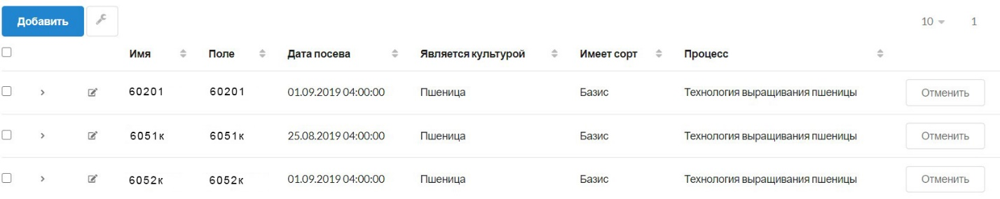 Добавить 10 1
Имя Поле Дата посева Является культурой Имеет сорт Процесс
60201 60201 01.09.2019 04:00:00 Пшеница Базис Технология выращивания пшеницы Отменить
6051к 6051к 25.08.2019 04:00:00 Пшеница Базис Технология выращивания пшеницы Отменить
6052к 6052к 01.09.2019 04:00:00 Пшеница Базис Технология выращивания пшеницы Отменить